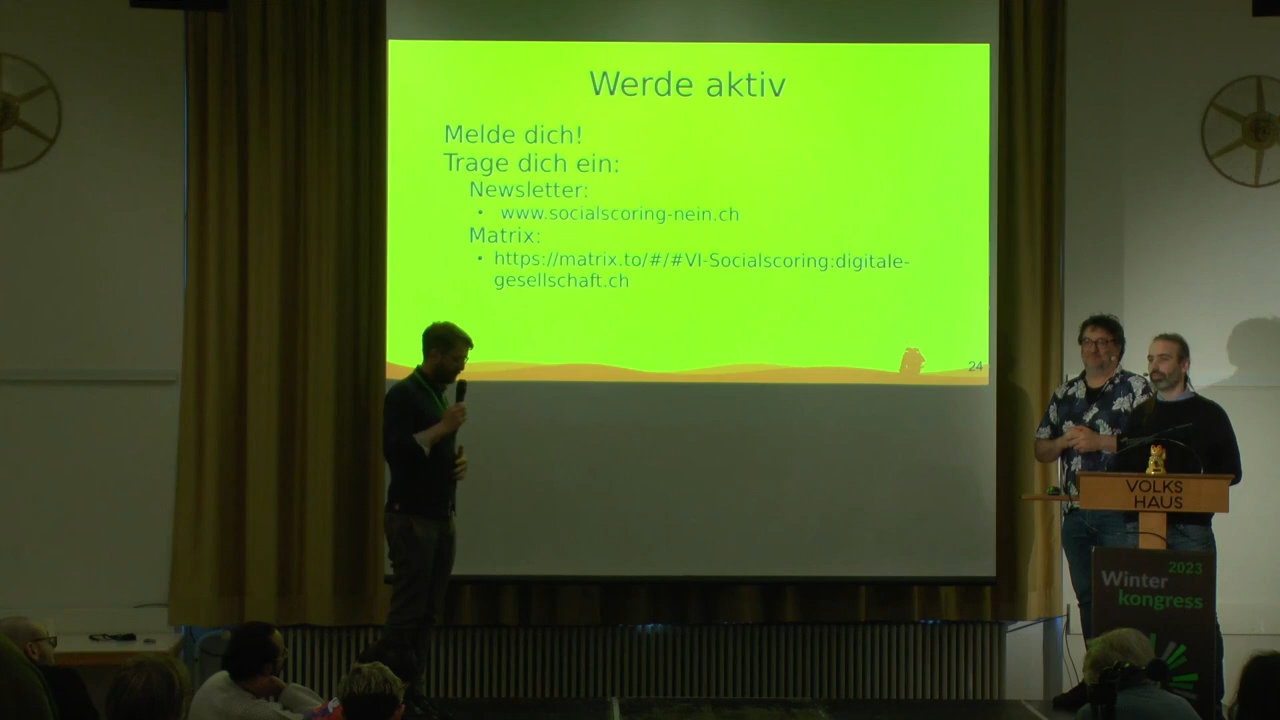 Werde aktiv
Melde dich!
Trage dich ein:
Newsletter:
• www.socialscoring-nein.ch
Matrix:
• https://matrix.to/#/#VI-Socialscoring:digitale-
gesellschaft.ch
24
VOLKS
HAUS
2023
Winter
kongress